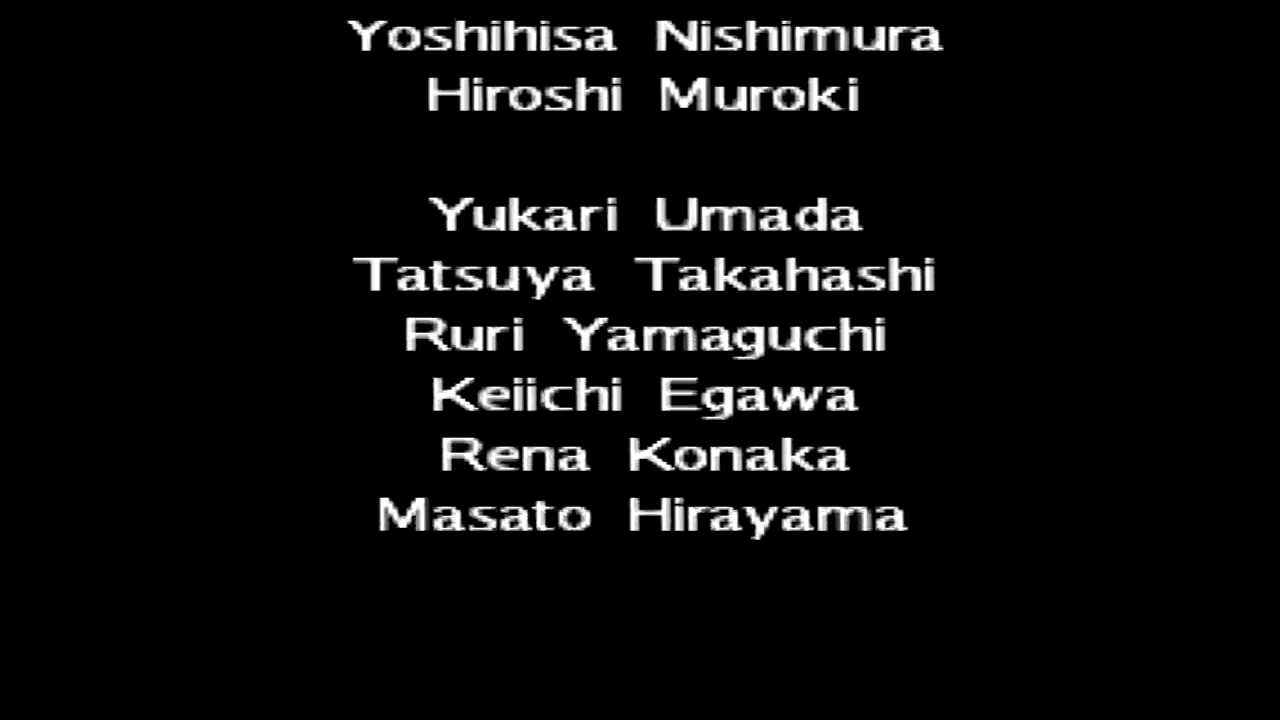 Yoshihisa Nishimura
Hiroshi Muroki
Yukari Umada
Tatsuya Takahashi
Ruri Yamaguchi
Keiichi Egawa
Rena Konaka
Masato Hirayama